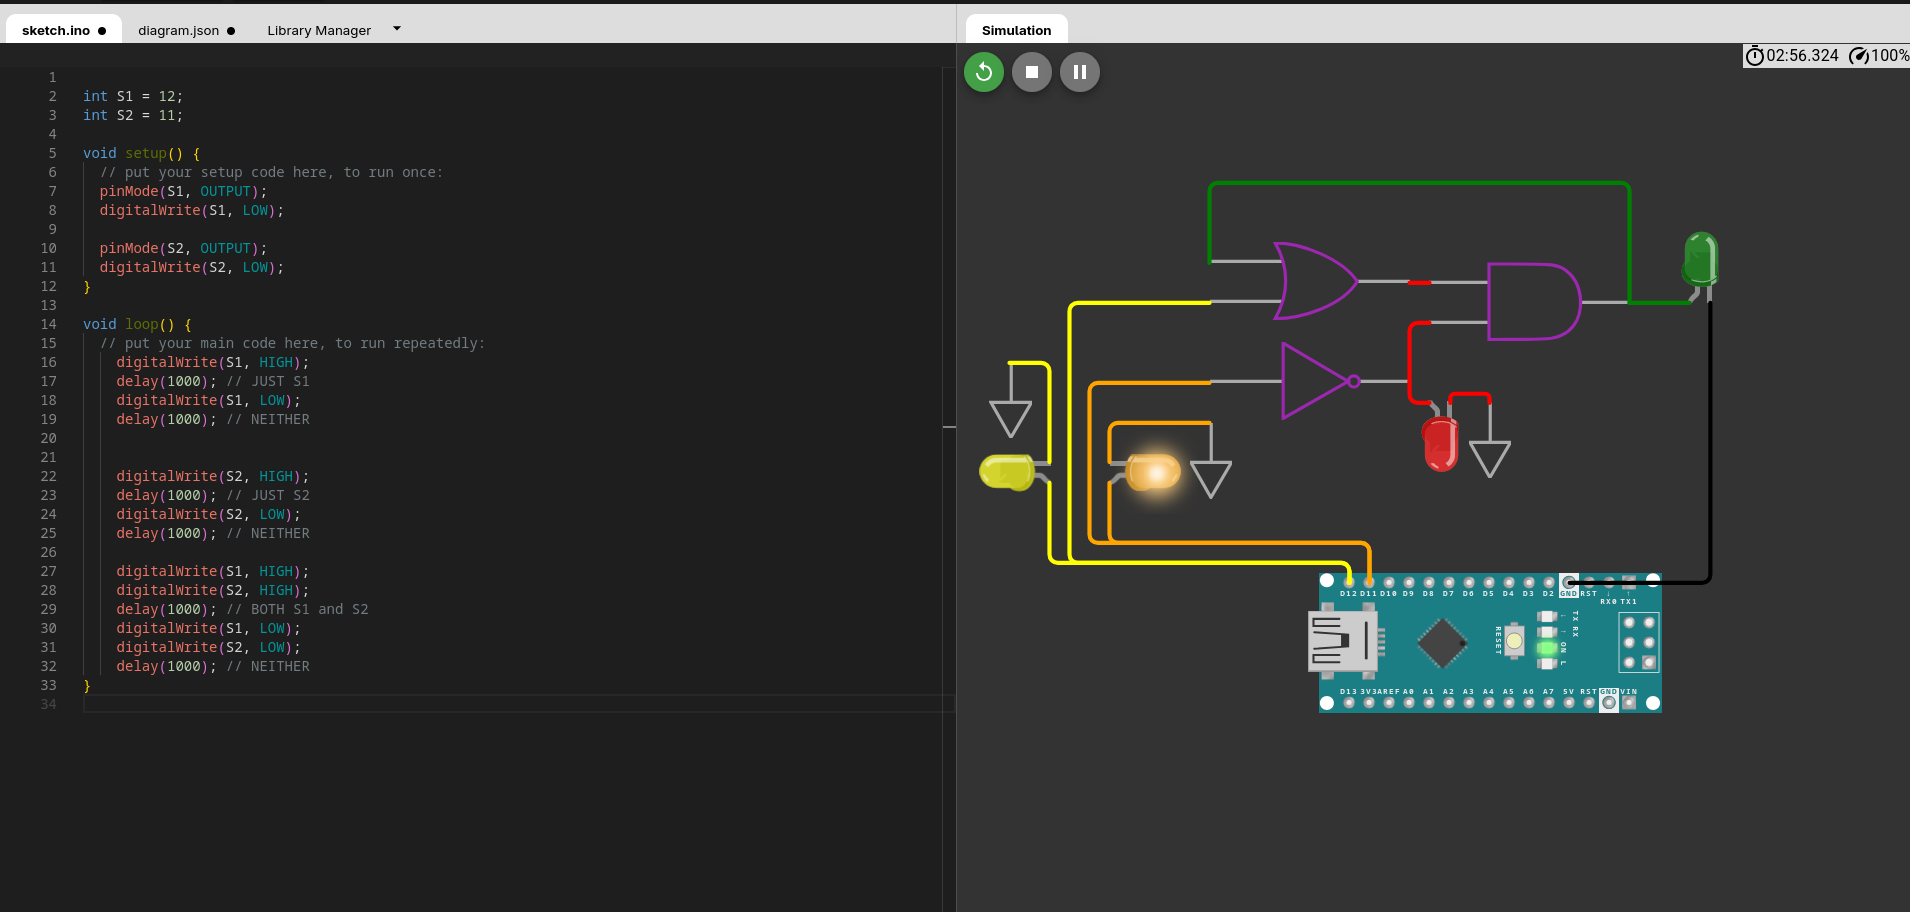 sketch.ino diagram.json Library Manager
Simulation
02:56.324 100%
1
2 int S1 = 12;
3 int S2 = 11;
4
5 void setup() {
6 // put your setup code here, to run once:
7 pinMode(S1, OUTPUT);
8 digitalWrite(S1, LOW);
9
10 pinMode(S2, OUTPUT);
11 digitalWrite(S2, LOW);
12 }
13
14 void loop() {
15 // put your main code here, to run repeatedly:
16 digitalWrite(S1, HIGH);
17 delay(1000); // JUST S1
18 digitalWrite(S1, LOW);
19 delay(1000); // NEITHER
20
21
22 digitalWrite(S2, HIGH);
23 delay(1000); // JUST S2
24 digitalWrite(S2, LOW);
25 delay(1000); // NEITHER
26
27 digitalWrite(S1, HIGH);
28 digitalWrite(S2, HIGH);
29 delay(1000); // BOTH S1 and S2
30 digitalWrite(S1, LOW);
31 digitalWrite(S2, LOW);
32 delay(1000); // NEITHER
33 }
34
D12 D11 D10 D9 D8 D7 D6 D5 D4 D3 D2 GND RST
RX0 TX1
RESET
TX RX
ON L
D13 3V3 AREF A0 A1 A2 A3 A4 A5 A6 A7 5V RST GND VIN